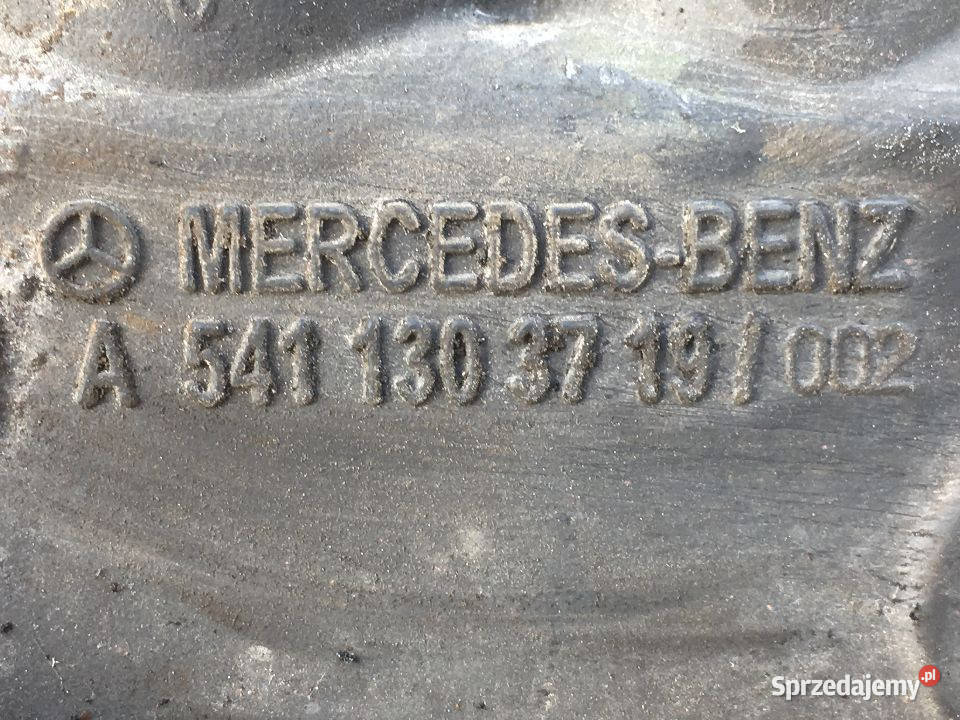 MERCEDES-BENZ
A 541 130 37 19/002
Sprzedajemy.pl